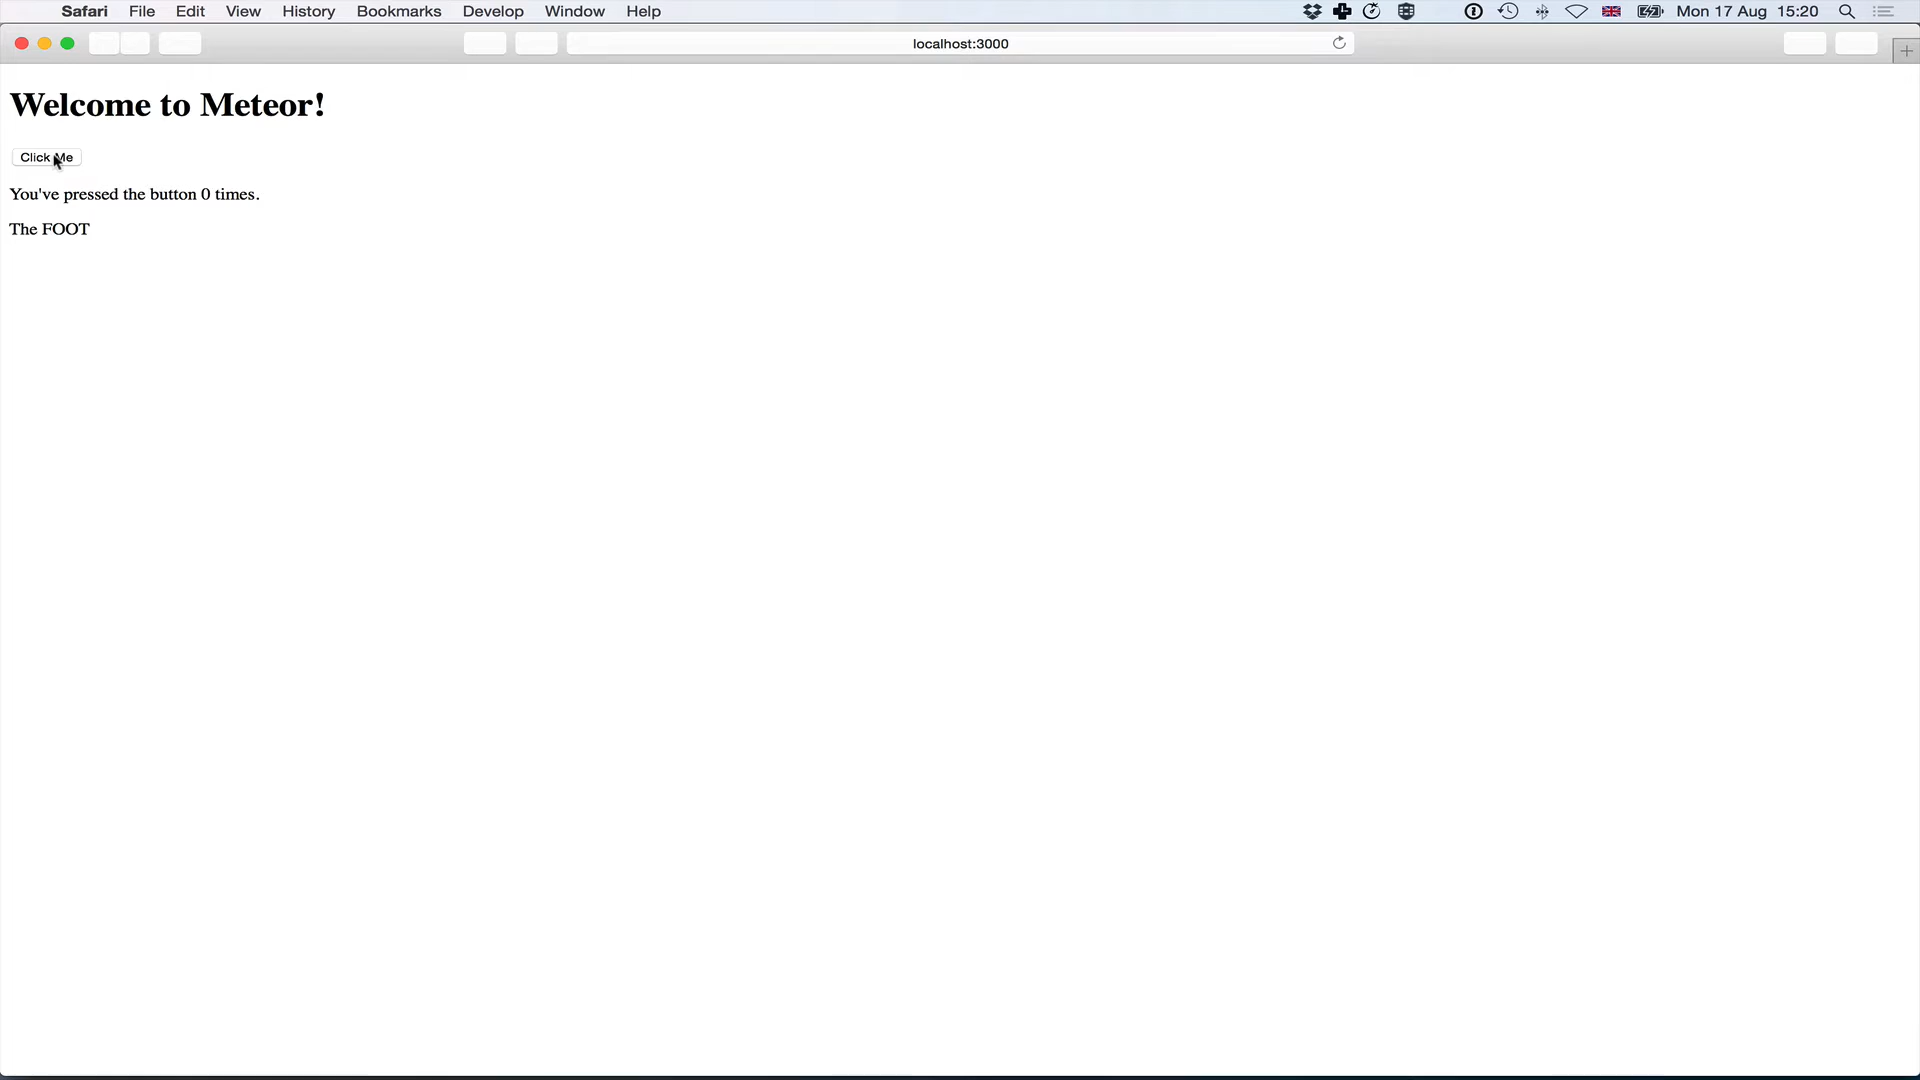 Safari File Edit View History Bookmarks Develop Window Help Mon 17 Aug 15:20
localhost:3000
Welcome to Meteor!
Click Me
You've pressed the button 0 times.
The FOOT